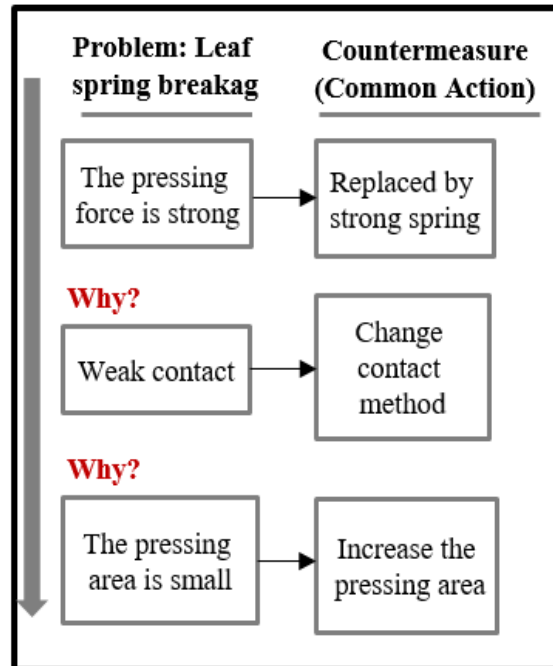 Problem: Leaf
spring breakag
Countermeasure
(Common Action)
The pressing
force is strong
Replaced by
strong spring
Why?
Weak contact
Change
contact
method
Why?
The pressing
area is small
Increase the
pressing area